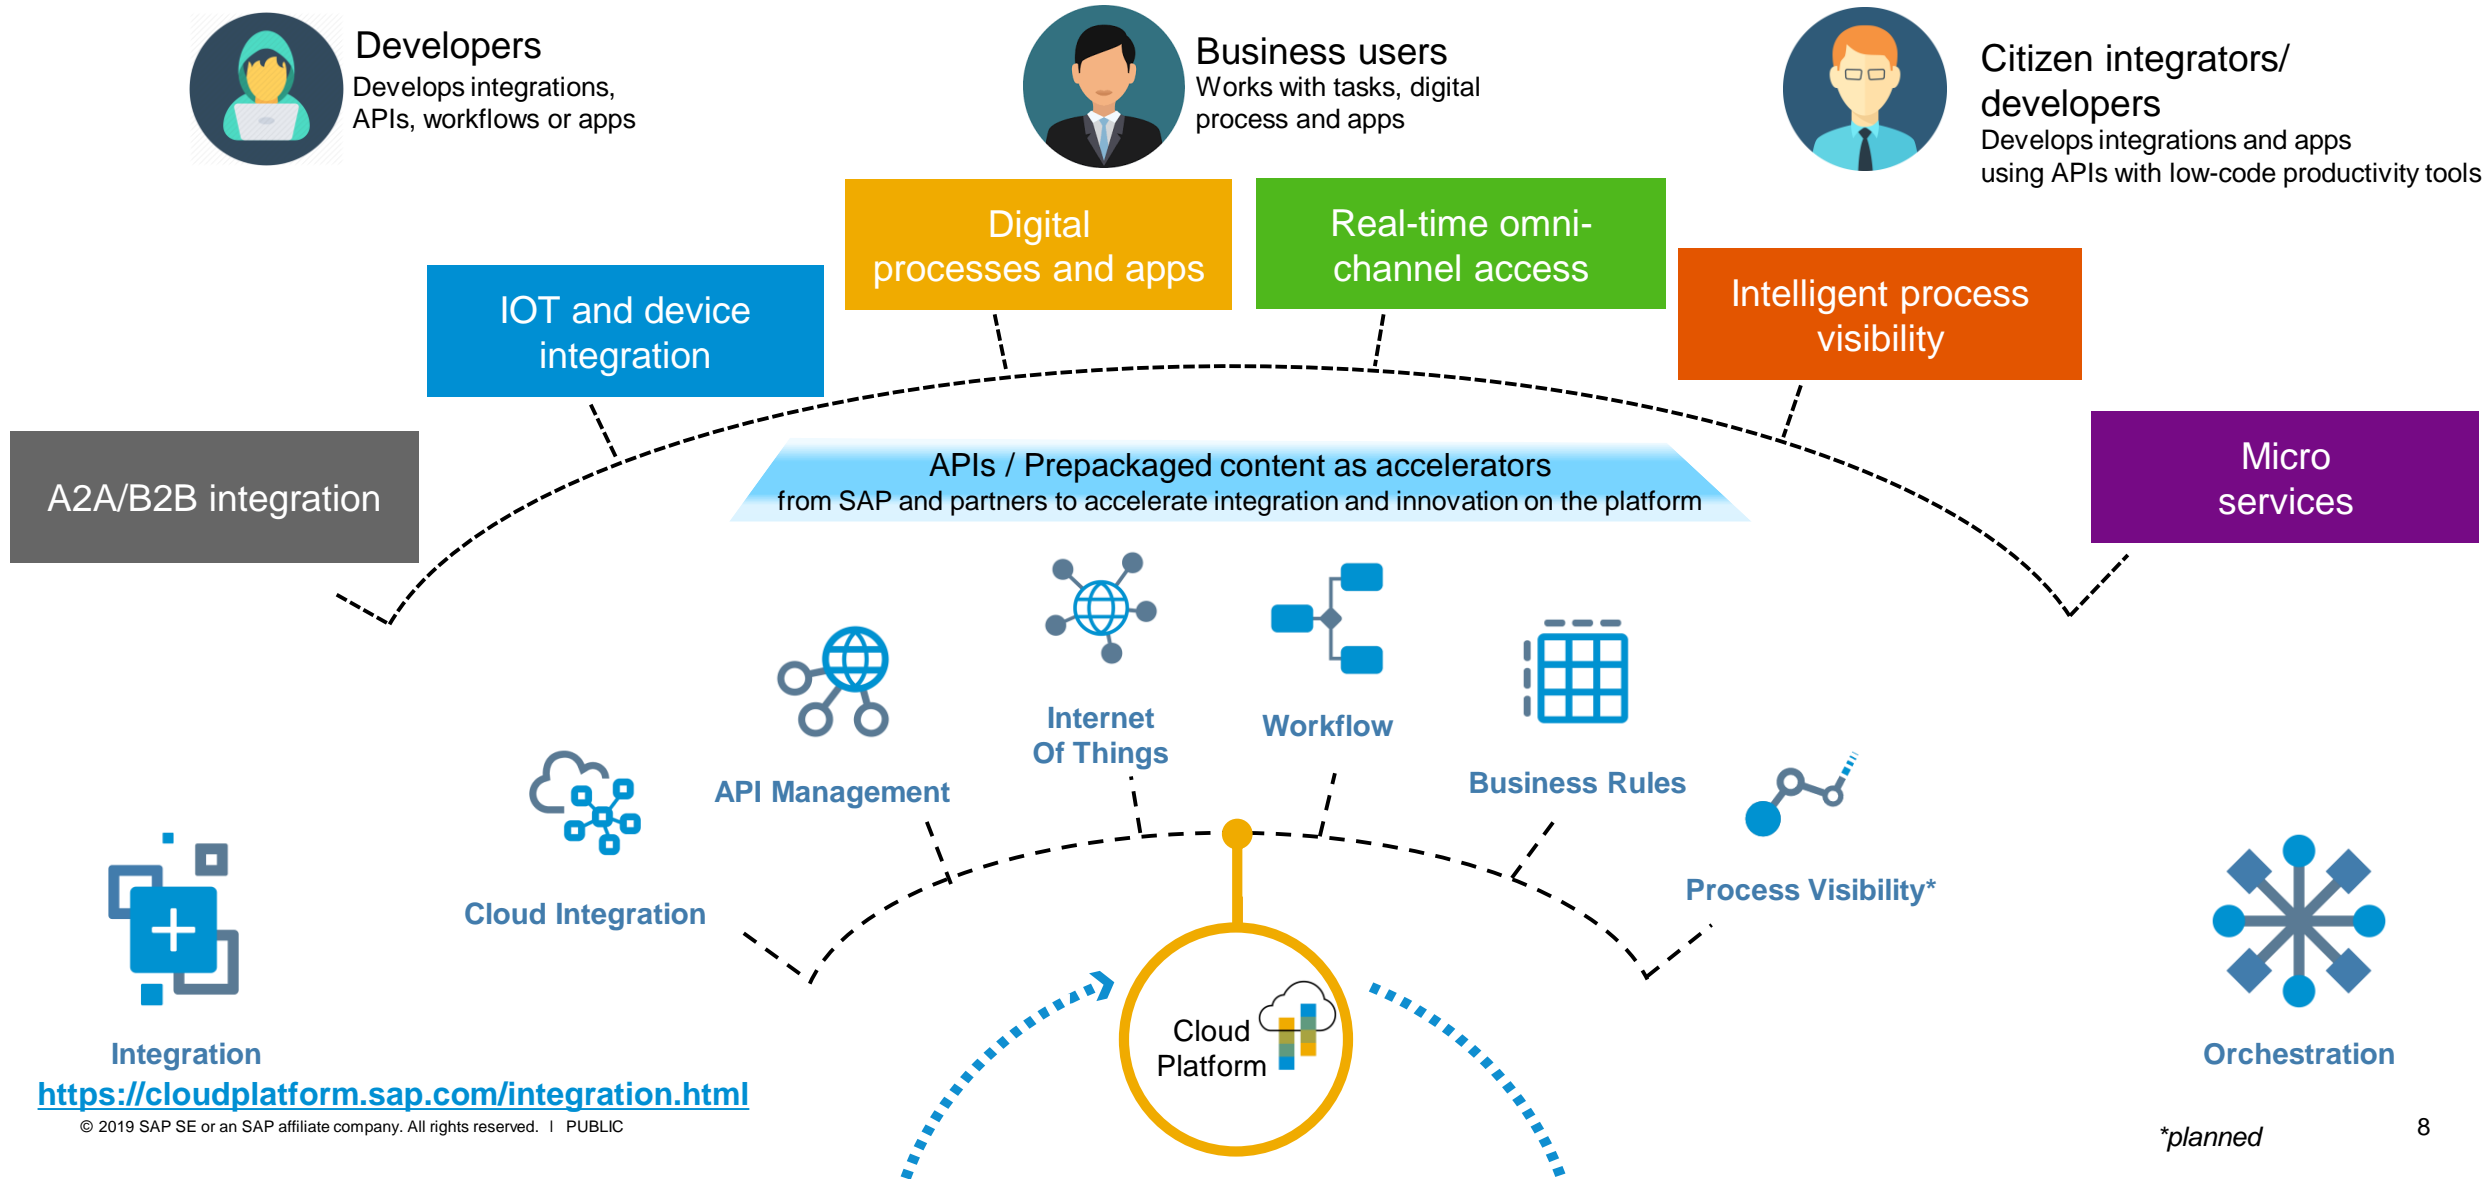 Developers
Develops integrations,
APIs, workflows or apps
Business users
Works with tasks, digital
process and apps
Citizen integrators/
developers
Develops integrations and apps
using APIs with low-code productivity tools
Digital
processes and apps
Real-time omni-
channel access
IOT and device
integration
Intelligent process
visibility
A2A/B2B integration
Micro
services
APIs / Prepackaged content as accelerators
from SAP and partners to accelerate integration and innovation on the platform
Internet
Of Things
Workflow
API Management
Business Rules
Cloud Integration
Process Visibility*
Cloud
Platform
Integration
Orchestration
https://cloudplatform.sap.com/integration.html
© 2019 SAP SE or an SAP affiliate company. All rights reserved. | PUBLIC
*planned
8